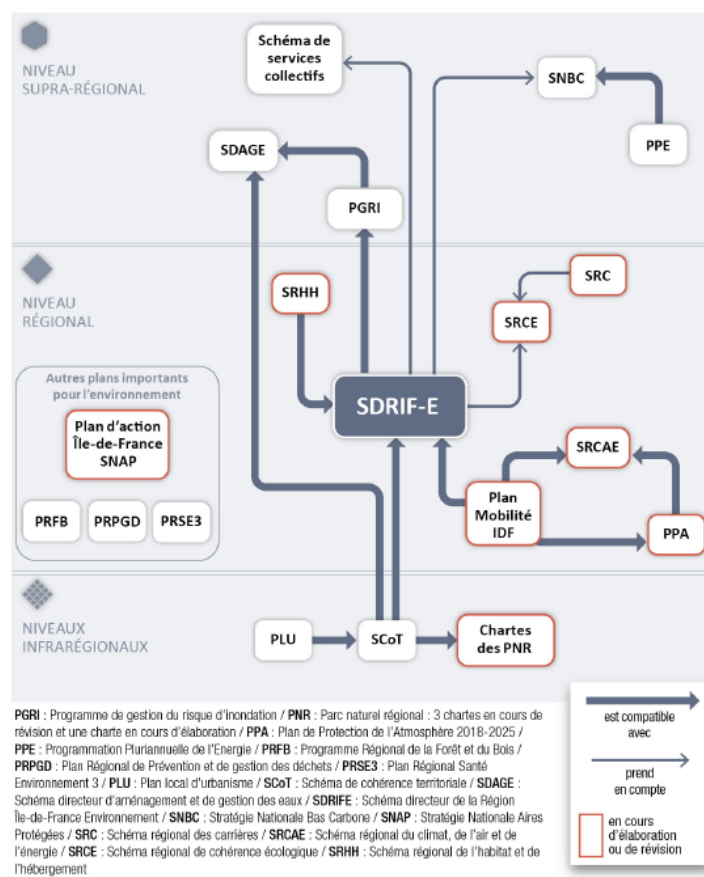 NIVEAU
SUPRA-RÉGIONAL
Schéma de
services
collectifs
SNBC
PPE
SDAGE
PGRI
NIVEAU
RÉGIONAL
SRHH
SRC
SRCE
Autres plans importants
pour l'environnement
Plan d'action
Île-de-France
SNAP
PRFB
PRPGD
PRSE3
SDRIF-E
SRCAE
Plan
Mobilité
IDF
PPA
NIVEAUX
INFRARÉGIONAUX
PLU
SCoT
Chartes
des PNR
PGRI : Programme de gestion du risque d'inondation / PNR : Parc naturel régional : 3 chartes en cours de
révision et une charte en cours d'élaboration / PPA : Plan de Protection de l'Atmosphère 2018-2025 /
PPE : Programmation Pluriannuelle de l'Energie / PRFB : Programme Régional de la Forêt et du Bois /
PRPGD : Plan Régional de Prévention et de gestion des déchets / PRSE3 : Plan Régional Santé
Environnement 3 / PLU : Plan local d'urbanisme / SCoT : Schéma de cohérence territoriale / SDAGE :
Schéma directeur d'aménagement et de gestion des eaux / SDRIFE : Schéma directeur de la Région
Île-de-France Environnement / SNBC : Stratégie Nationale Bas Carbone / SNAP : Stratégie Nationale Aires
Protégées / SRC : Schéma régional des carrières / SRCAE : Schéma régional du climat, de l'air et de
l'énergie / SRCE : Schéma régional de cohérence écologique / SRHH : Schéma régional de l'habitat et de
l'hébergement
est compatible
avec
prend
en compte
en cours
d'élaboration
ou de révision